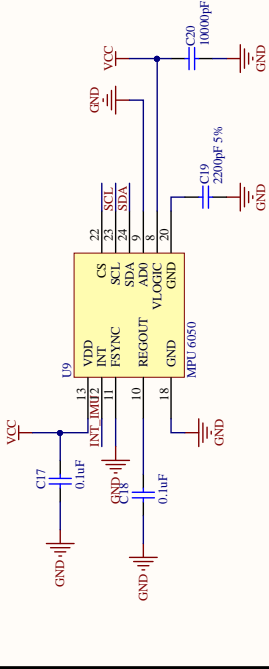 VCC
C20
10000pF
GND
GND
C19
2200pF 5%
GND
SCL
SDA
22
23
24
9
8
20
CS
SCL
SDA
AD0
VLOGIC
GND
U9
VDD
INT
FSYNC
REGOUT
GND
MPU 6050
13
INT_IMU
12
11
10
18
VCC
C17
0.1uF
GND
GND
C18
0.1uF
GND
GND